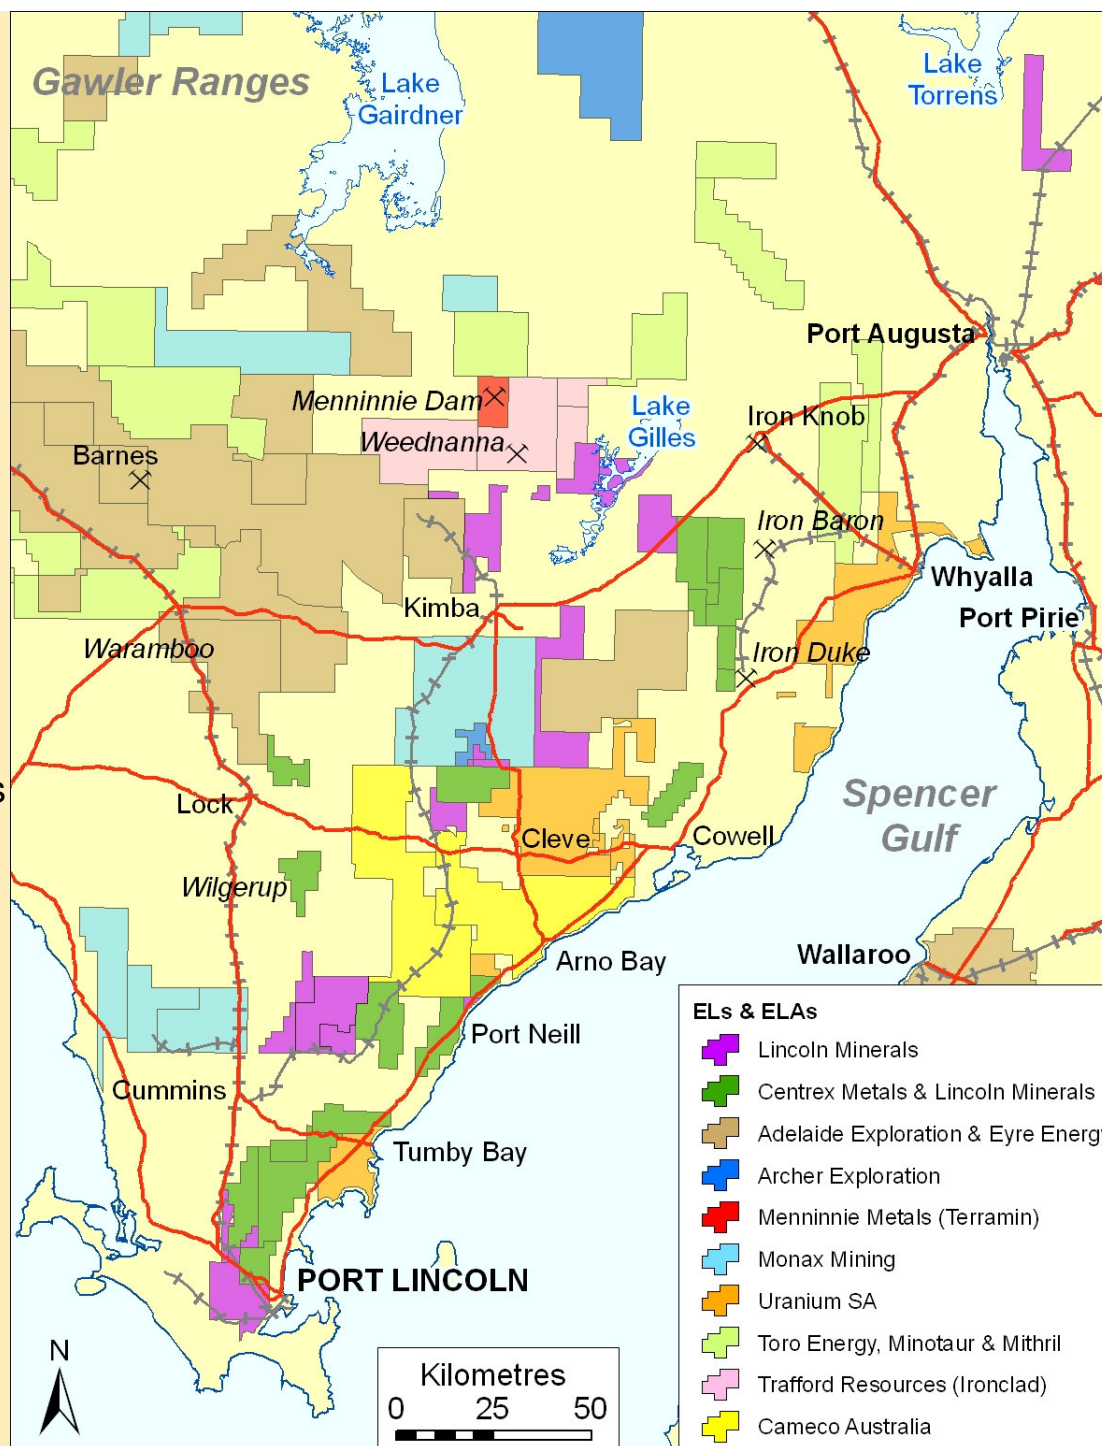 Gawler Ranges
Lake
Gairdner
Lake
Torrens
Port Augusta
Menninnie Dam
Lake
Gilles
Iron Knob
Weednanna
Barnes
Iron Baron
Whyalla
Kimba
Port Pirie
Waramboo
Iron Duke
s
Lock
Spencer
Gulf
Cleve
Cowell
Wilgerup
Wallaroo
Arno Bay
Port Neill
Cummins
Tumby Bay
PORT LINCOLN
ELs & ELAs
Lincoln Minerals
Centrex Metals & Lincoln Minerals
Adelaide Exploration & Eyre Energy
Archer Exploration
Menninnie Metals (Terramin)
Monax Mining
Uranium SA
Toro Energy, Minotaur & Mithril
Trafford Resources (Ironclad)
Cameco Australia
N
Kilometres
0 25 50